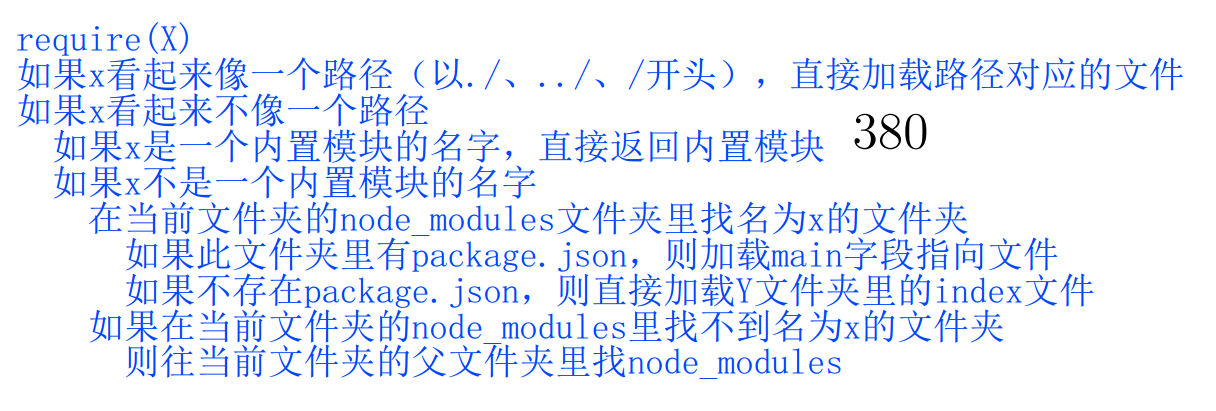 require(X)
如果x看起来像一个路径（以./、../、/开头），直接加载路径对应的文件
如果x看起来不像一个路径
如果x是一个内置模块的名字，直接返回内置模块 380
如果x不是一个内置模块的名字
在当前文件夹的node_modules文件夹里找名为x的文件夹
如果此文件夹里有package.json，则加载main字段指向文件
如果不存在package.json，则直接加载Y文件夹里的index文件
如果在当前文件夹的node_modules里找不到名为x的文件夹
则往当前文件夹的父文件夹里找node_modules